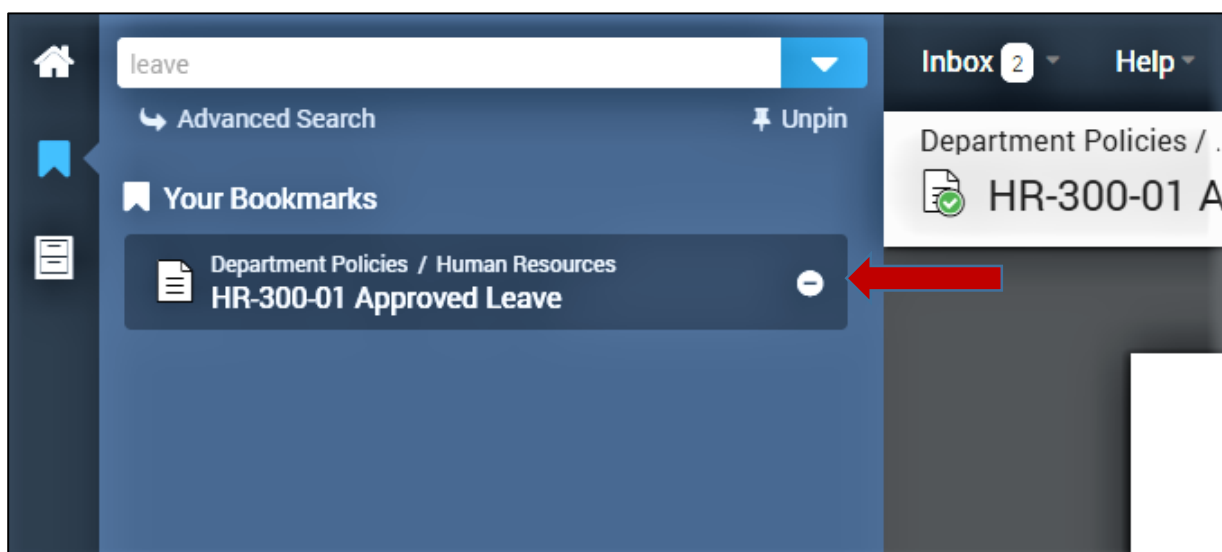 leave
Inbox 2 Help
Advanced Search Unpin
Department Policies / .
Your Bookmarks
HR-300-01 A
Department Policies / Human Resources
HR-300-01 Approved Leave